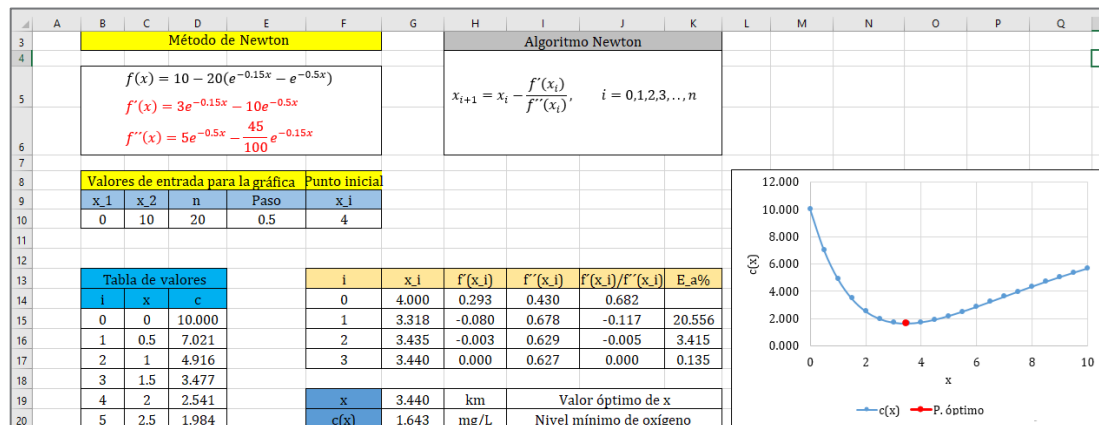 A B C D E F G H I J K L M N O P Q
3 Método de Newton Algoritmo Newton
4
5 f(x) = 10 − 20(e^{−0.15x} − e^{−0.5x})
f´(x) = 3e^{−0.15x} − 10e^{−0.5x}
x_{i+1} = x_i − f´(x_i)/f´´(x_i), i = 0,1,2,3,..,n
6 f´´(x) = 5e^{−0.5x} − 45/100 e^{−0.15x}
7
8 Valores de entrada para la gráfica Punto inicial
9 x_1 x_2 n Paso x_i
10 0 10 20 0.5 4
11
12
13 Tabla de valores i x_i f´(x_i) f´´(x_i) f´(x_i)/f´´(x_i) E_a%
14 i x c 0 4.000 0.293 0.430 0.682
15 0 0 10.000 1 3.318 -0.080 0.678 -0.117 20.556
16 1 0.5 7.021 2 3.435 -0.003 0.629 -0.005 3.415
17 2 1 4.916 3 3.440 0.000 0.627 0.000 0.135
18 3 1.5 3.477
19 4 2 2.541 x 3.440 km Valor óptimo de x
20 5 2.5 1.984 c(x) 1.643 mg/L Nivel mínimo de oxígeno
12.000
10.000
8.000
6.000
4.000
2.000
0.000
c(x)
0 2 4 6 8 10
x
c(x) P. óptimo